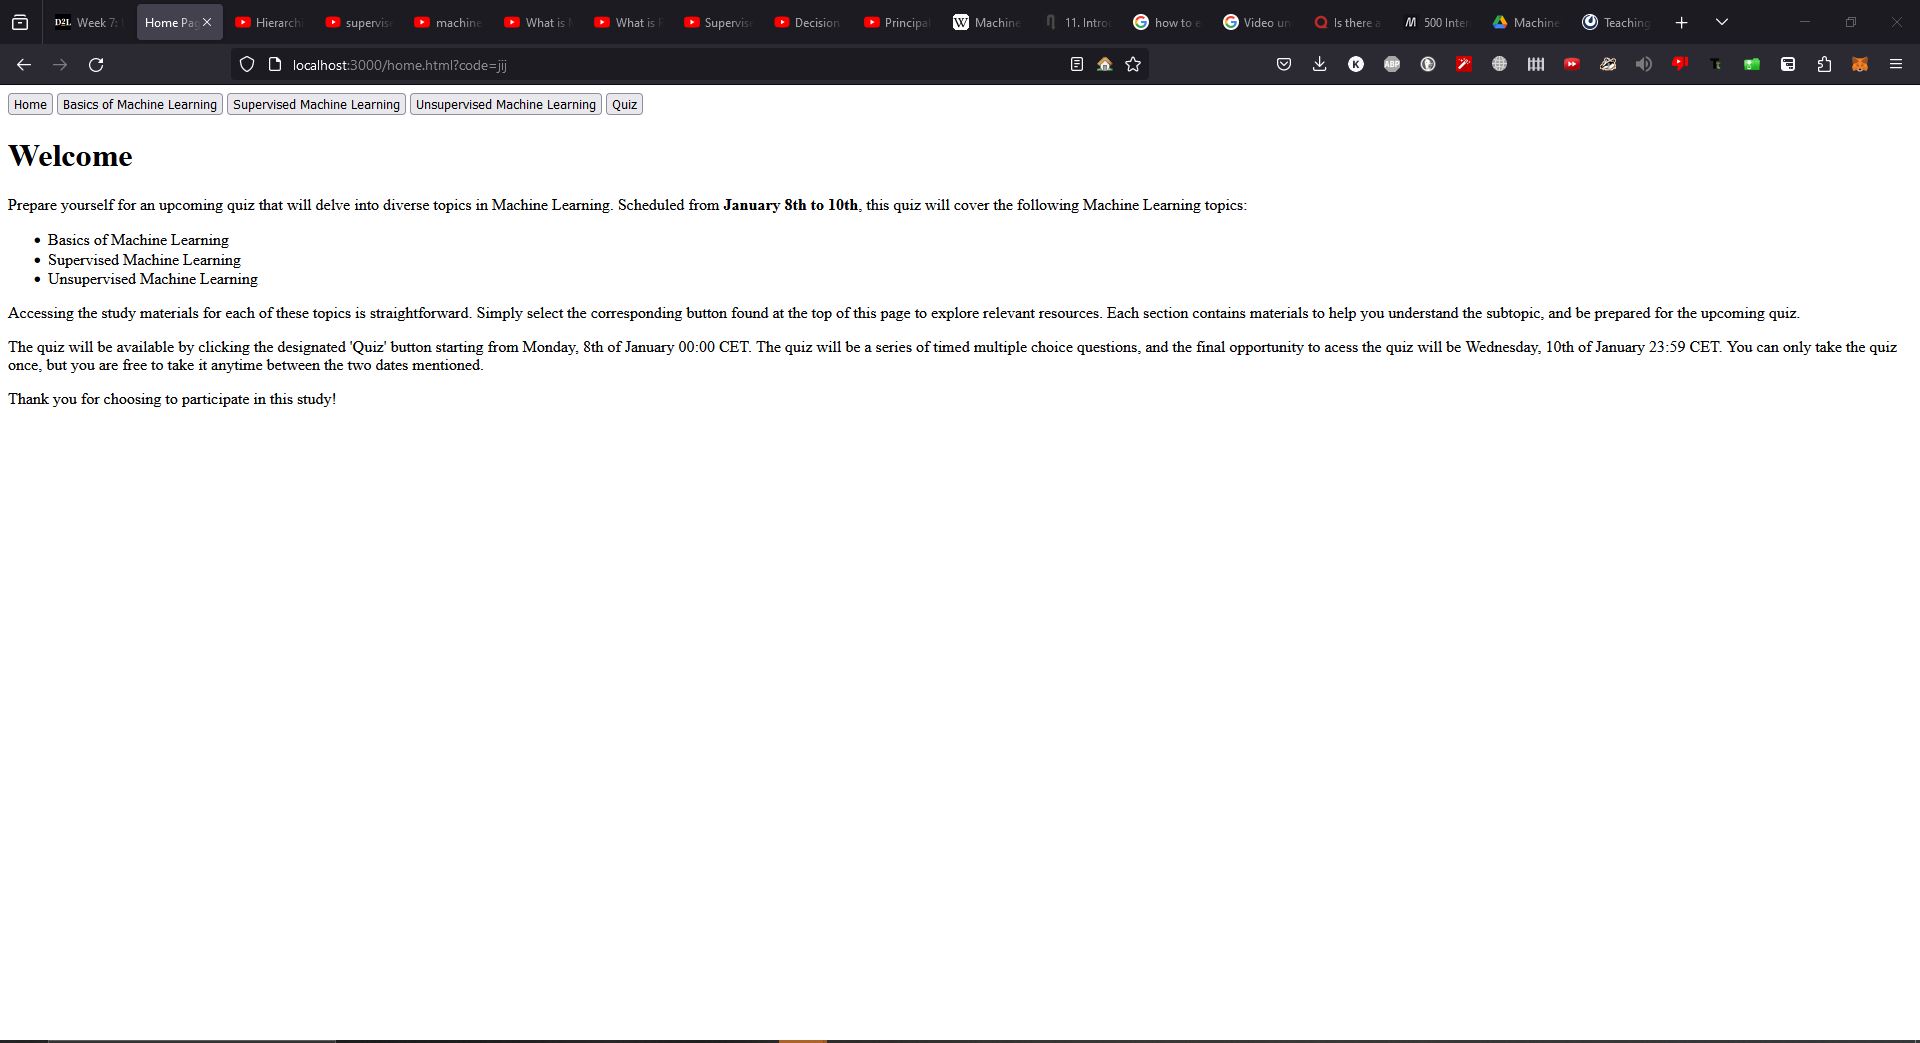 D2L Week 7:
Home Pag
Hierarchi
supervise
machine
What is
What is
Supervise
Decision
Principal
W Machine
11. Intro
G how to e
G Video un
Is there a
M 500 Inter
Machine
Teaching
localhost:3000/home.html?code=jij
K
ABP
Home
Basics of Machine Learning
Supervised Machine Learning
Unsupervised Machine Learning
Quiz
Welcome
Prepare yourself for an upcoming quiz that will delve into diverse topics in Machine Learning. Scheduled from January 8th to 10th, this quiz will cover the following Machine Learning topics:
• Basics of Machine Learning
• Supervised Machine Learning
• Unsupervised Machine Learning
Accessing the study materials for each of these topics is straightforward. Simply select the corresponding button found at the top of this page to explore relevant resources. Each section contains materials to help you understand the subtopic, and be prepared for the upcoming quiz.
The quiz will be available by clicking the designated 'Quiz' button starting from Monday, 8th of January 00:00 CET. The quiz will be a series of timed multiple choice questions, and the final opportunity to acess the quiz will be Wednesday, 10th of January 23:59 CET. You can only take the quiz
once, but you are free to take it anytime between the two dates mentioned.
Thank you for choosing to participate in this study!